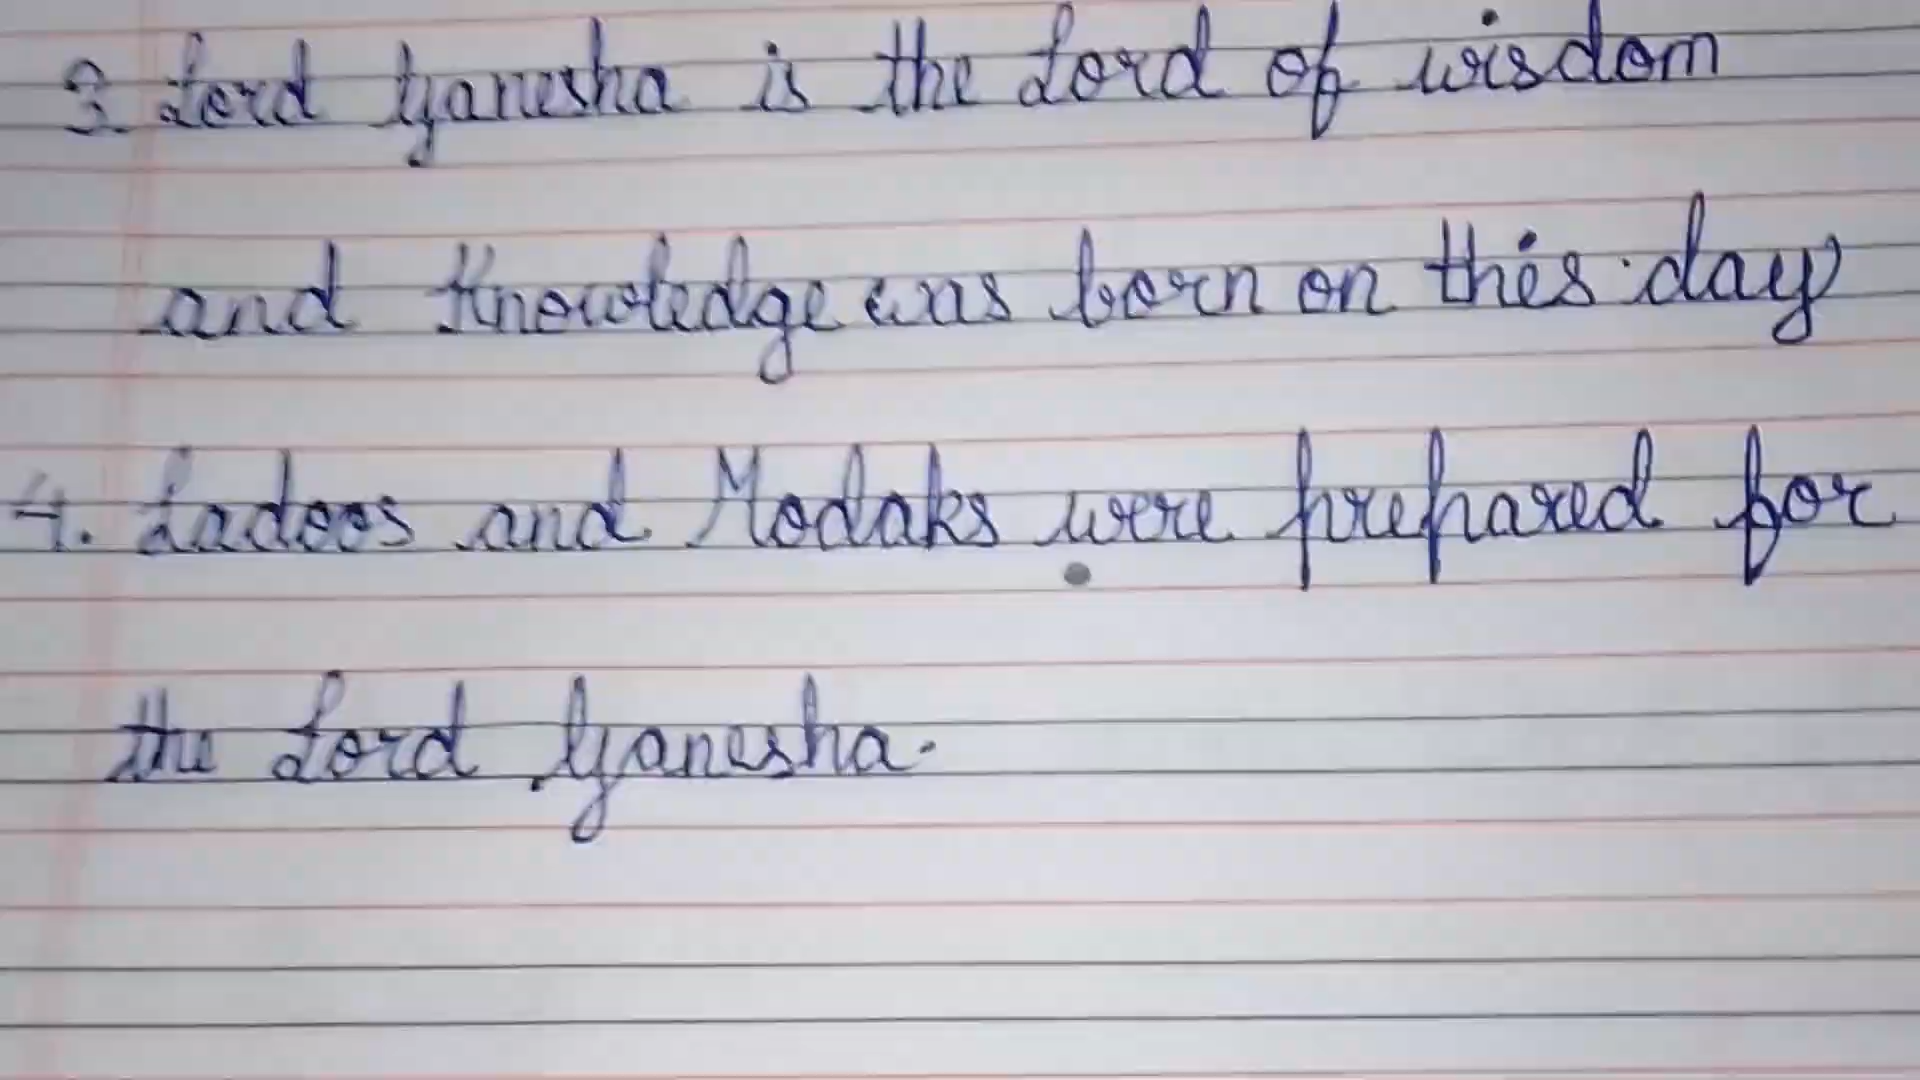 3. Lord Ganesha is the Lord of wisdom
and Knowledge was born on this day
4. Ladoos and Modaks were prepared for
the Lord Ganesha.